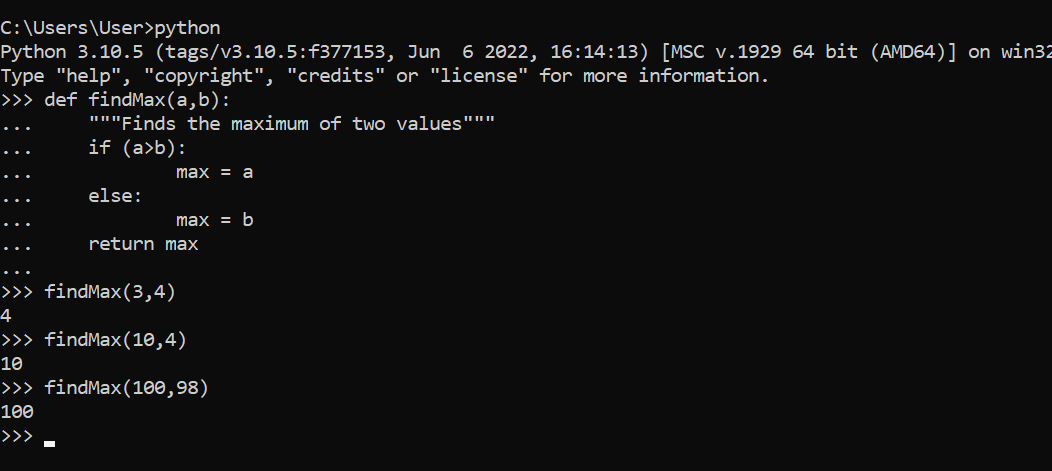 C:\Users\User>python
Python 3.10.5 (tags/v3.10.5:f377153, Jun  6 2022, 16:14:13) [MSC v.1929 64 bit (AMD64)] on win32
Type "help", "copyright", "credits" or "license" for more information.
>>> def findMax(a,b):
...     """Finds the maximum of two values"""
...     if (a>b):
...             max = a
...     else:
...             max = b
...     return max
...
>>> findMax(3,4)
4
>>> findMax(10,4)
10
>>> findMax(100,98)
100
>>>